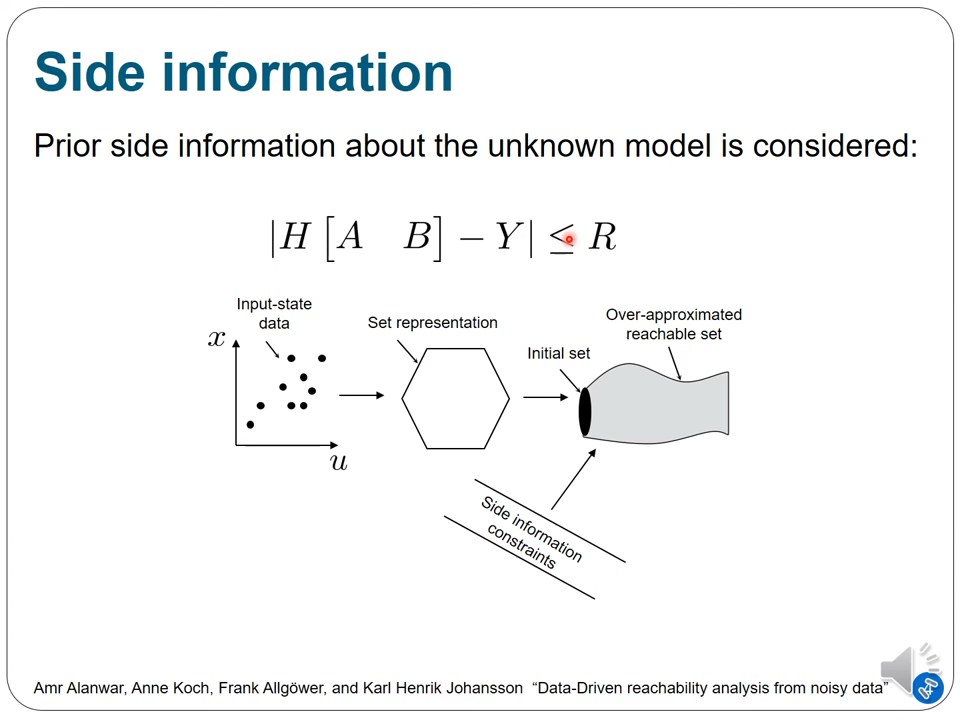 Side information
Prior side information about the unknown model is considered:
|H [A B] − Y| ≤ R
Input-state
data
Set representation
Initial set
Over-approximated
reachable set
x
u
Side information
constraints
Amr Alanwar, Anne Koch, Frank Allgöwer, and Karl Henrik Johansson “Data-Driven reachability analysis from noisy data”